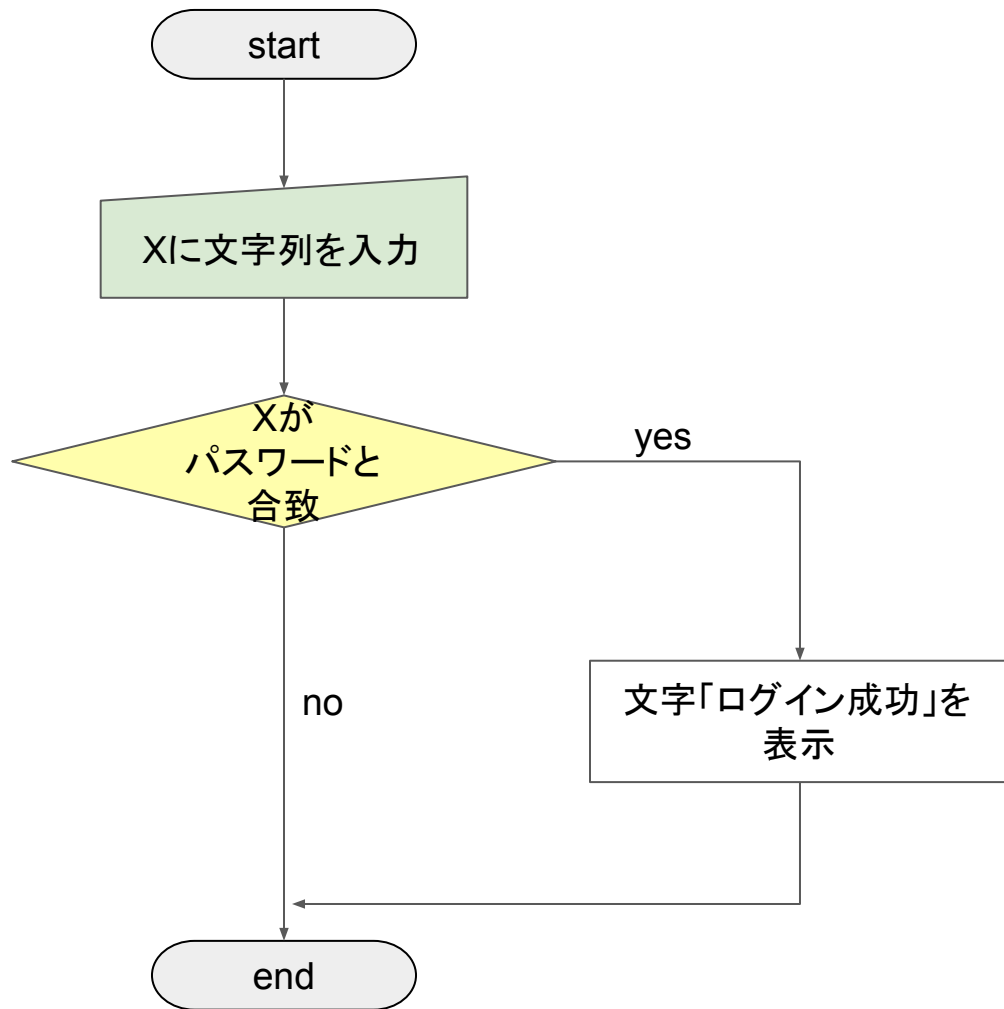 start
Xに文字列を入力
Xが
パスワードと
合致
yes
no
文字「ログイン成功」を
表示
end